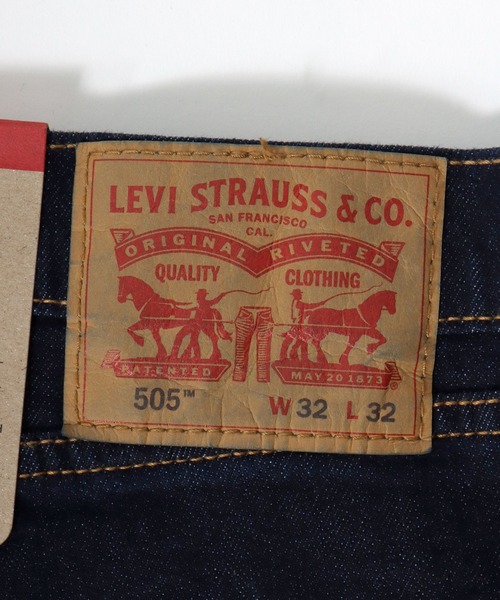 LEVI STRAUSS & CO.
SAN FRANCISCO
CAL.
ORIGINAL RIVETED
QUALITY CLOTHING
PATENTED MAY 20 1873
505™ W 32 L 32